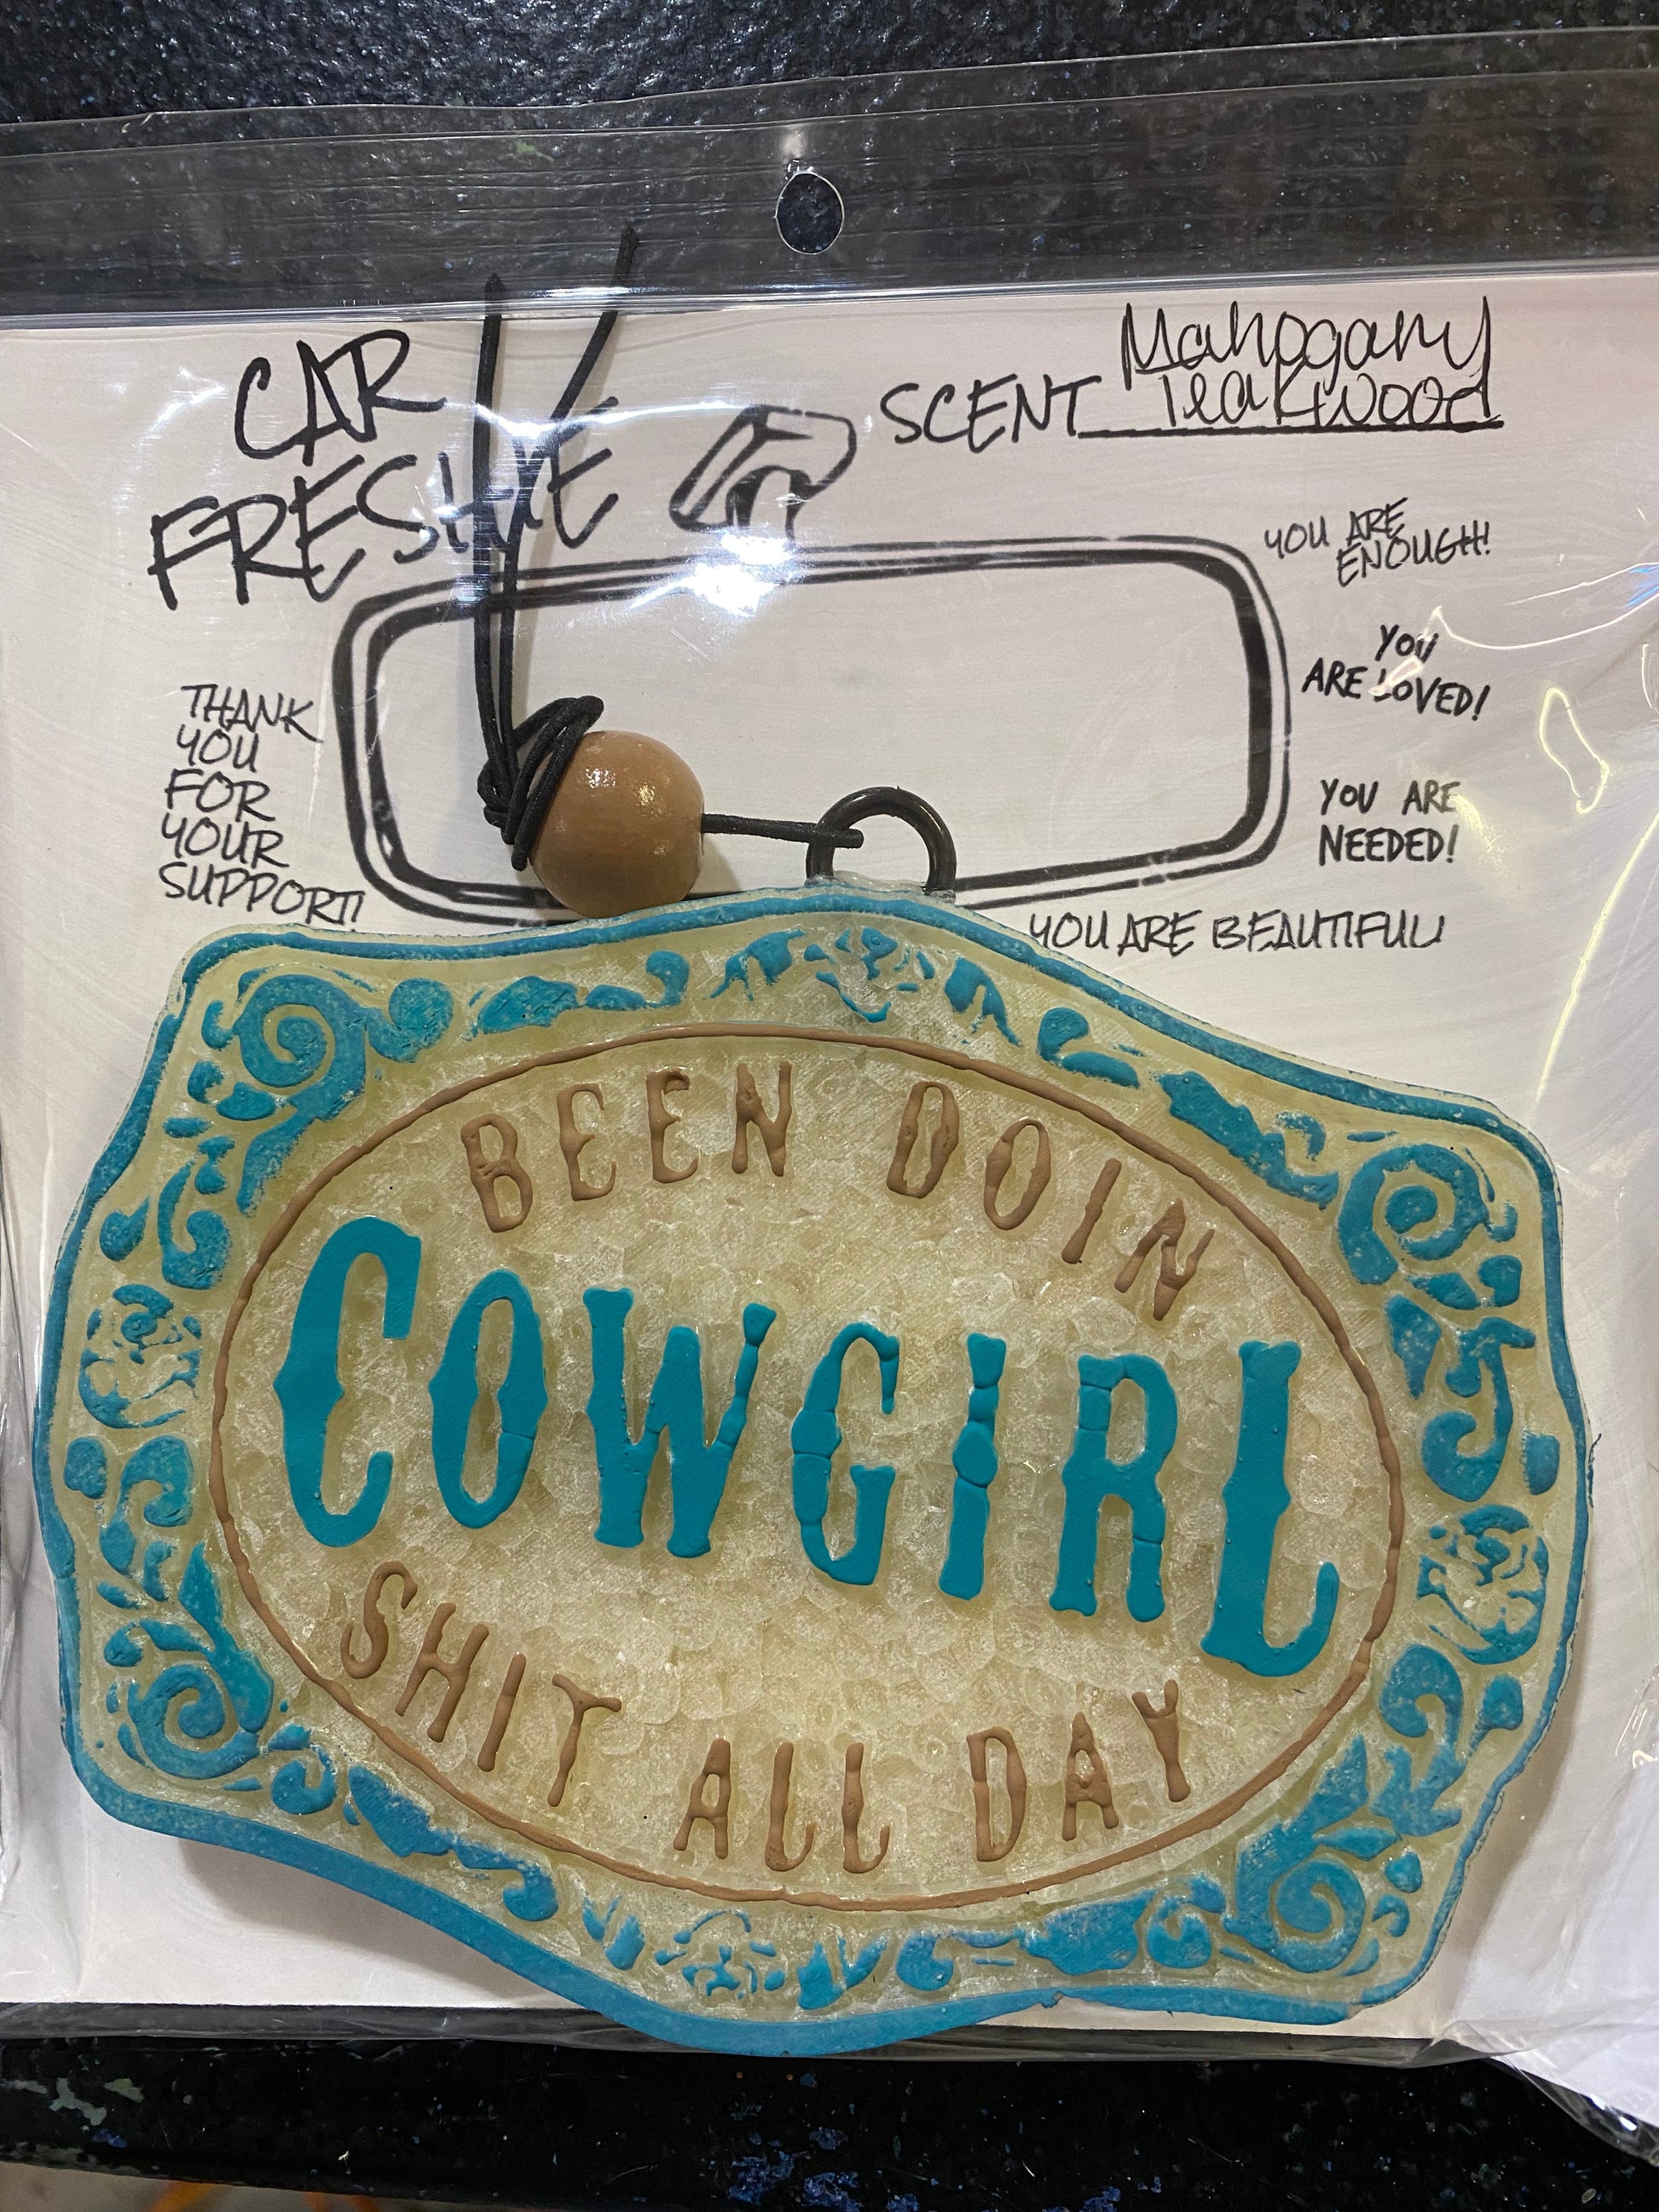 CAR
FRESHIE
SCENT Mahogany
Teakwood
YOU ARE
ENOUGH!
YOU
ARE LOVED!
YOU ARE
NEEDED!
YOU ARE BEAUTIFUL!
THANK
YOU
FOR
YOUR
SUPPORT!
BEEN DOIN
COWGIRL
SHIT ALL DAY